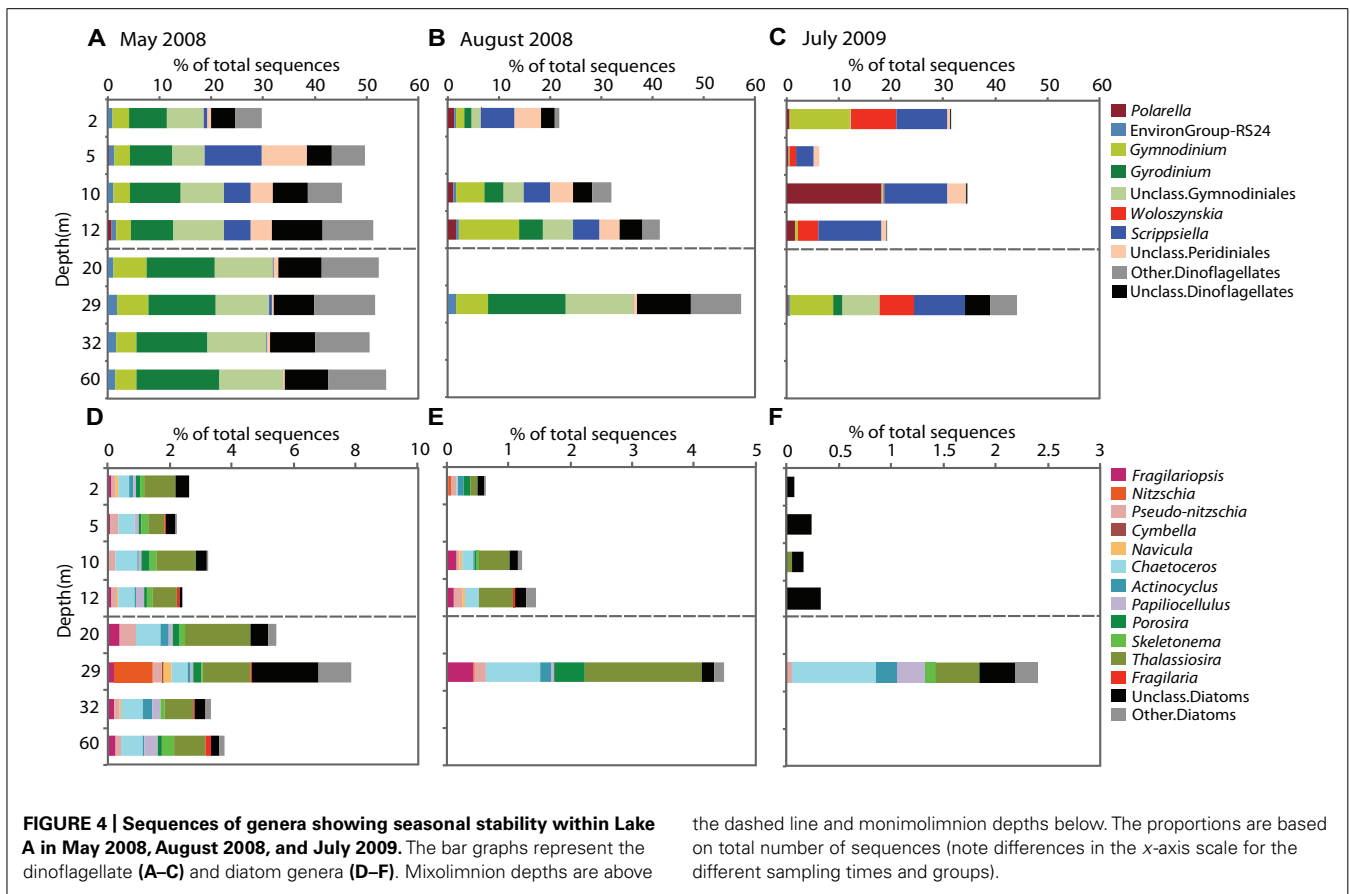 A May 2008
% of total sequences
0 10 20 30 40 50 60
B August 2008
% of total sequences
0 10 20 30 40 50 60
C July 2009
% of total sequences
0 10 20 30 40 50 60
Depth(m)
2
5
10
12
20
29
32
60
Polarella
EnvironGroup-RS24
Gymnodinium
Gyrodinium
Unclass.Gymnodiniales
Woloszynskia
Scrippsiella
Unclass.Peridiniales
Other.Dinoflagellates
Unclass.Dinoflagellates
D
% of total sequences
0 2 4 6 8 10
E
% of total sequences
0 1 2 3 4 5
F
% of total sequences
0 0.5 1 1.5 2 2.5 3
Depth(m)
2
5
10
12
20
29
32
60
Fragilariopsis
Nitzschia
Pseudo-nitzschia
Cymbella
Navicula
Chaetoceros
Actinocyclus
Papiliocellulus
Porosira
Skeletonema
Thalassiosira
Fragilaria
Unclass.Diatoms
Other.Diatoms
FIGURE 4 | Sequences of genera showing seasonal stability within Lake
A in May 2008, August 2008, and July 2009. The bar graphs represent the
dinoflagellate (A–C) and diatom genera (D–F). Mixolimnion depths are above
the dashed line and monimolimnion depths below. The proportions are based
on total number of sequences (note differences in the x-axis scale for the
different sampling times and groups).